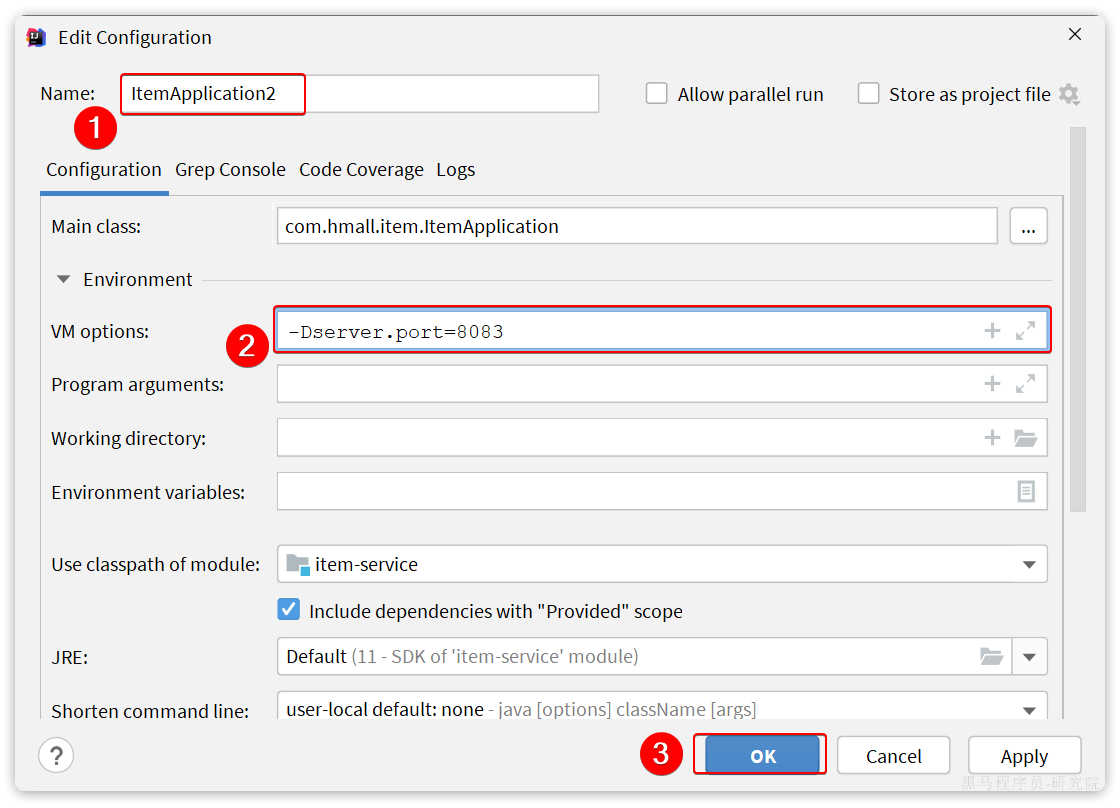 Edit Configuration
Name: ItemApplication2 Allow parallel run Store as project file
1
Configuration Grep Console Code Coverage Logs
Main class: com.hmall.item.ItemApplication ...
Environment
VM options: -Dserver.port=8083
2
Program arguments:
Working directory:
Environment variables:
Use classpath of module: item-service
Include dependencies with "Provided" scope
JRE: Default (11 - SDK of 'item-service' module)
Shorten command line: user-local default: none - java [options] className [args]
? 3 OK Cancel Apply
黑马程序员-研究院